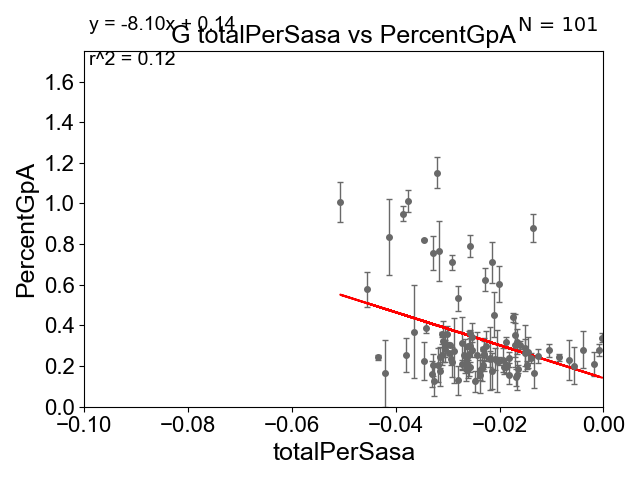 y = -8.10x + 0.14
N = 101
G totalPerSasa vs PercentGpA
r^2 = 0.12
1.6
1.4
1.2
1.0
0.8
0.6
0.4
0.2
0.0
PercentGpA
−0.10
−0.08
−0.06
−0.04
−0.02
0.00
totalPerSasa